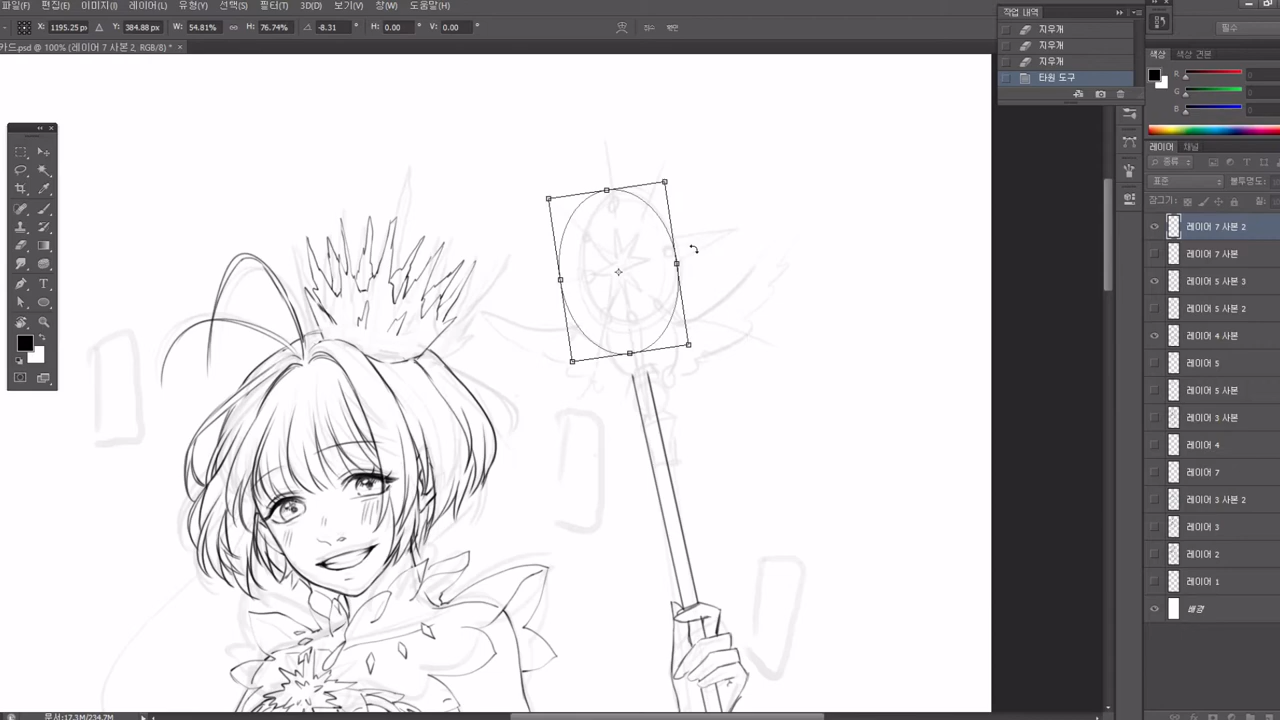 파일(F) 편집(E) 이미지(I) 레이어(L) 유형(Y) 선택(S) 필터(T) 3D(D) 보기(V) 창(W) 도움말(H)
X: 1195.25 px Y: 384.88 px W: 54.81% H: 76.74% -8.31 H: 0.00 V: 0.00
카드.psd @ 100% (레이어 7 사본 2, RGB/8) * ×
작업 내역
지우개
지우개
지우개
타원 도구
필수
색상 색상 견본
R 0
G 0
B 0
레이어 채널
종류
표준 불투명도:
잠그기: 칠:
레이어 7 사본 2
레이어 7 사본
레이어 5 사본 3
레이어 5 사본 2
레이어 4 사본
레이어 5
레이어 5 사본
레이어 3 사본
레이어 4
레이어 7
레이어 3 사본 2
레이어 3
레이어 2
레이어 1
배경
문서:17.3M/234.7M